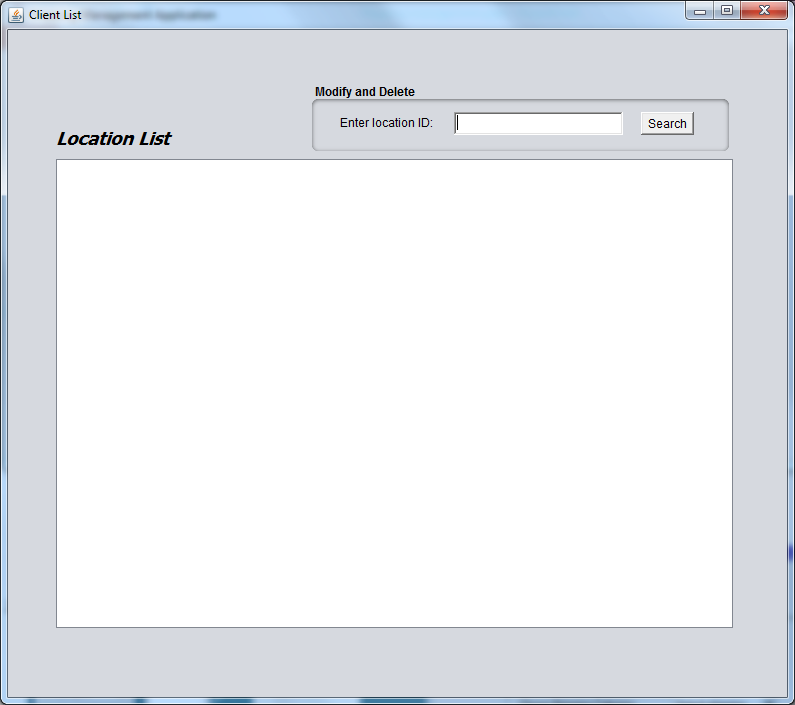 Client List
Modify and Delete
Enter location ID:
Search
Location List